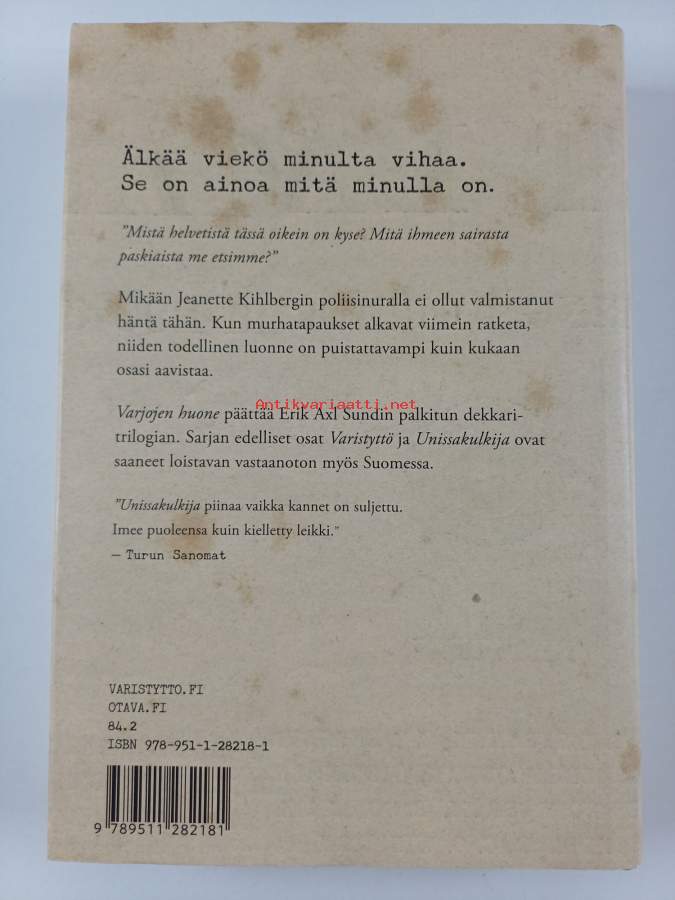 Älkää viekö minulta vihaa.
Se on ainoa mitä minulla on.
"Mistä helvetistä tässä oikein on kyse? Mitä ihmeen sairasta
paskiaista me etsimme?"
Mikään Jeanette Kihlbergin poliisinuralla ei ollut valmistanut
häntä tähän. Kun murhatapaukset alkavat viimein ratketa,
niiden todellinen luonne on puistattavampi kuin kukaan
osasi aavistaa.
Antikvariaatti.net
Varjojen huone päättää Erik Axl Sundin palkitun dekkari-
trilogian. Sarjan edelliset osat Varistyttö ja Unissakulkija ovat
saaneet loistavan vastaanoton myös Suomessa.
"Unissakulkija piinaa vaikka kannet on suljettu.
Imee puoleensa kuin kielletty leikki."
— Turun Sanomat
VARISTYTTO.FI
OTAVA.FI
84.2
ISBN 978-951-1-28218-1
9 789511 282181